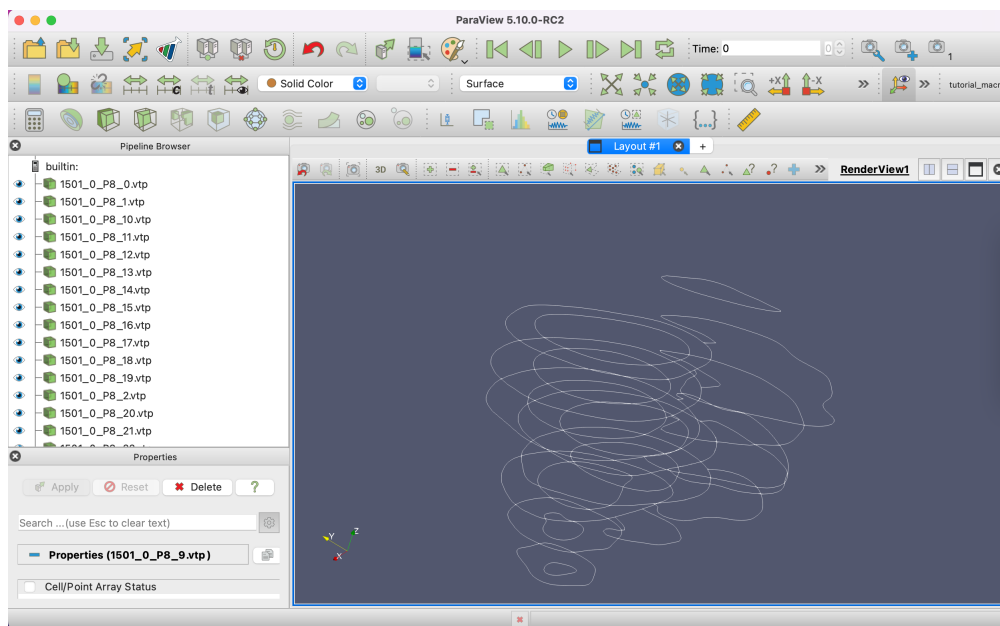 ParaView 5.10.0-RC2
Time: 0
0
1
Solid Color
Surface
+X
-X
tutorial_macr
Pipeline Browser
Layout #1
+
builtin:
3D
RenderView1
1501_0_P8_0.vtp
1501_0_P8_1.vtp
1501_0_P8_10.vtp
1501_0_P8_11.vtp
1501_0_P8_12.vtp
1501_0_P8_13.vtp
1501_0_P8_14.vtp
1501_0_P8_15.vtp
1501_0_P8_16.vtp
1501_0_P8_17.vtp
1501_0_P8_18.vtp
1501_0_P8_19.vtp
1501_0_P8_2.vtp
1501_0_P8_20.vtp
1501_0_P8_21.vtp
Properties
Apply
Reset
Delete
?
Search ...(use Esc to clear text)
Y
Z
X
Properties (1501_0_P8_9.vtp)
Cell/Point Array Status